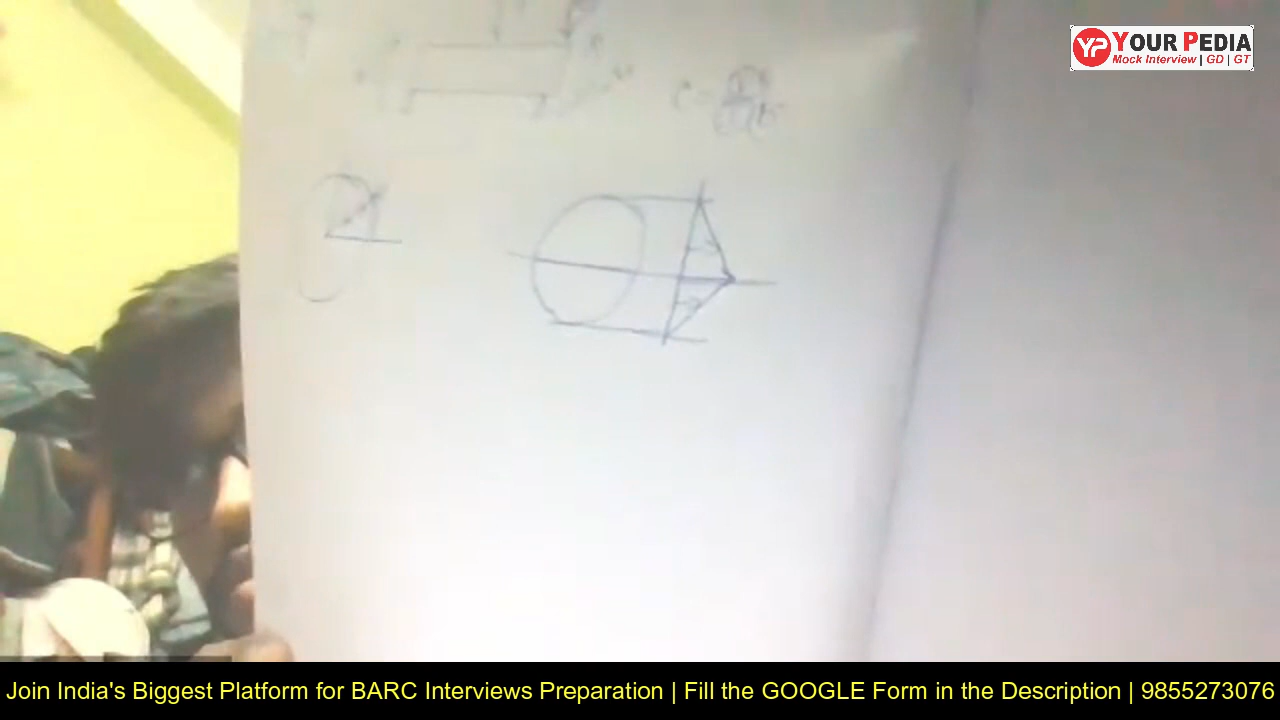 YP YOUR PEDIA
Mock Interview | GD | GT
Join India's Biggest Platform for BARC Interviews Preparation | Fill the GOOGLE Form in the Description | 9855273076